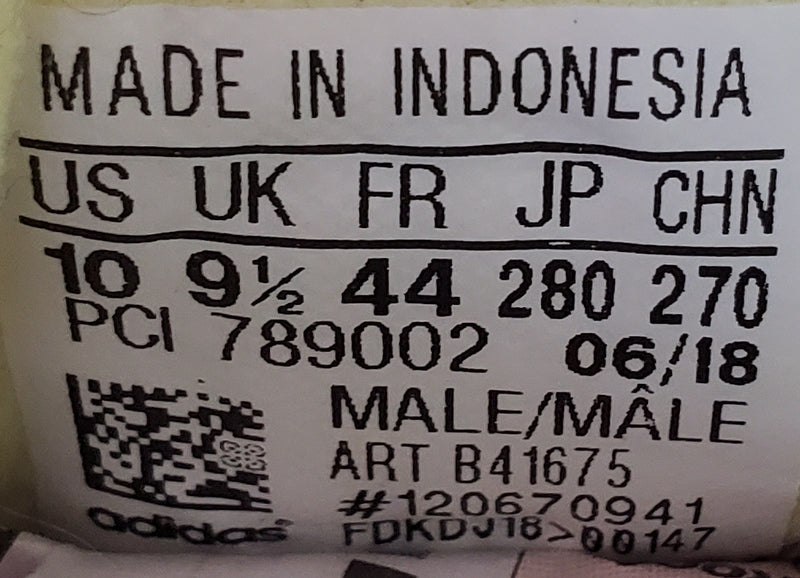 MADE IN INDONESIA
US UK FR JP CHN
10 9½ 44 280 270
PCI 789002 06/18
MALE/MÂLE
ART B41675
#120670941
adidas FDKDJ18>00147